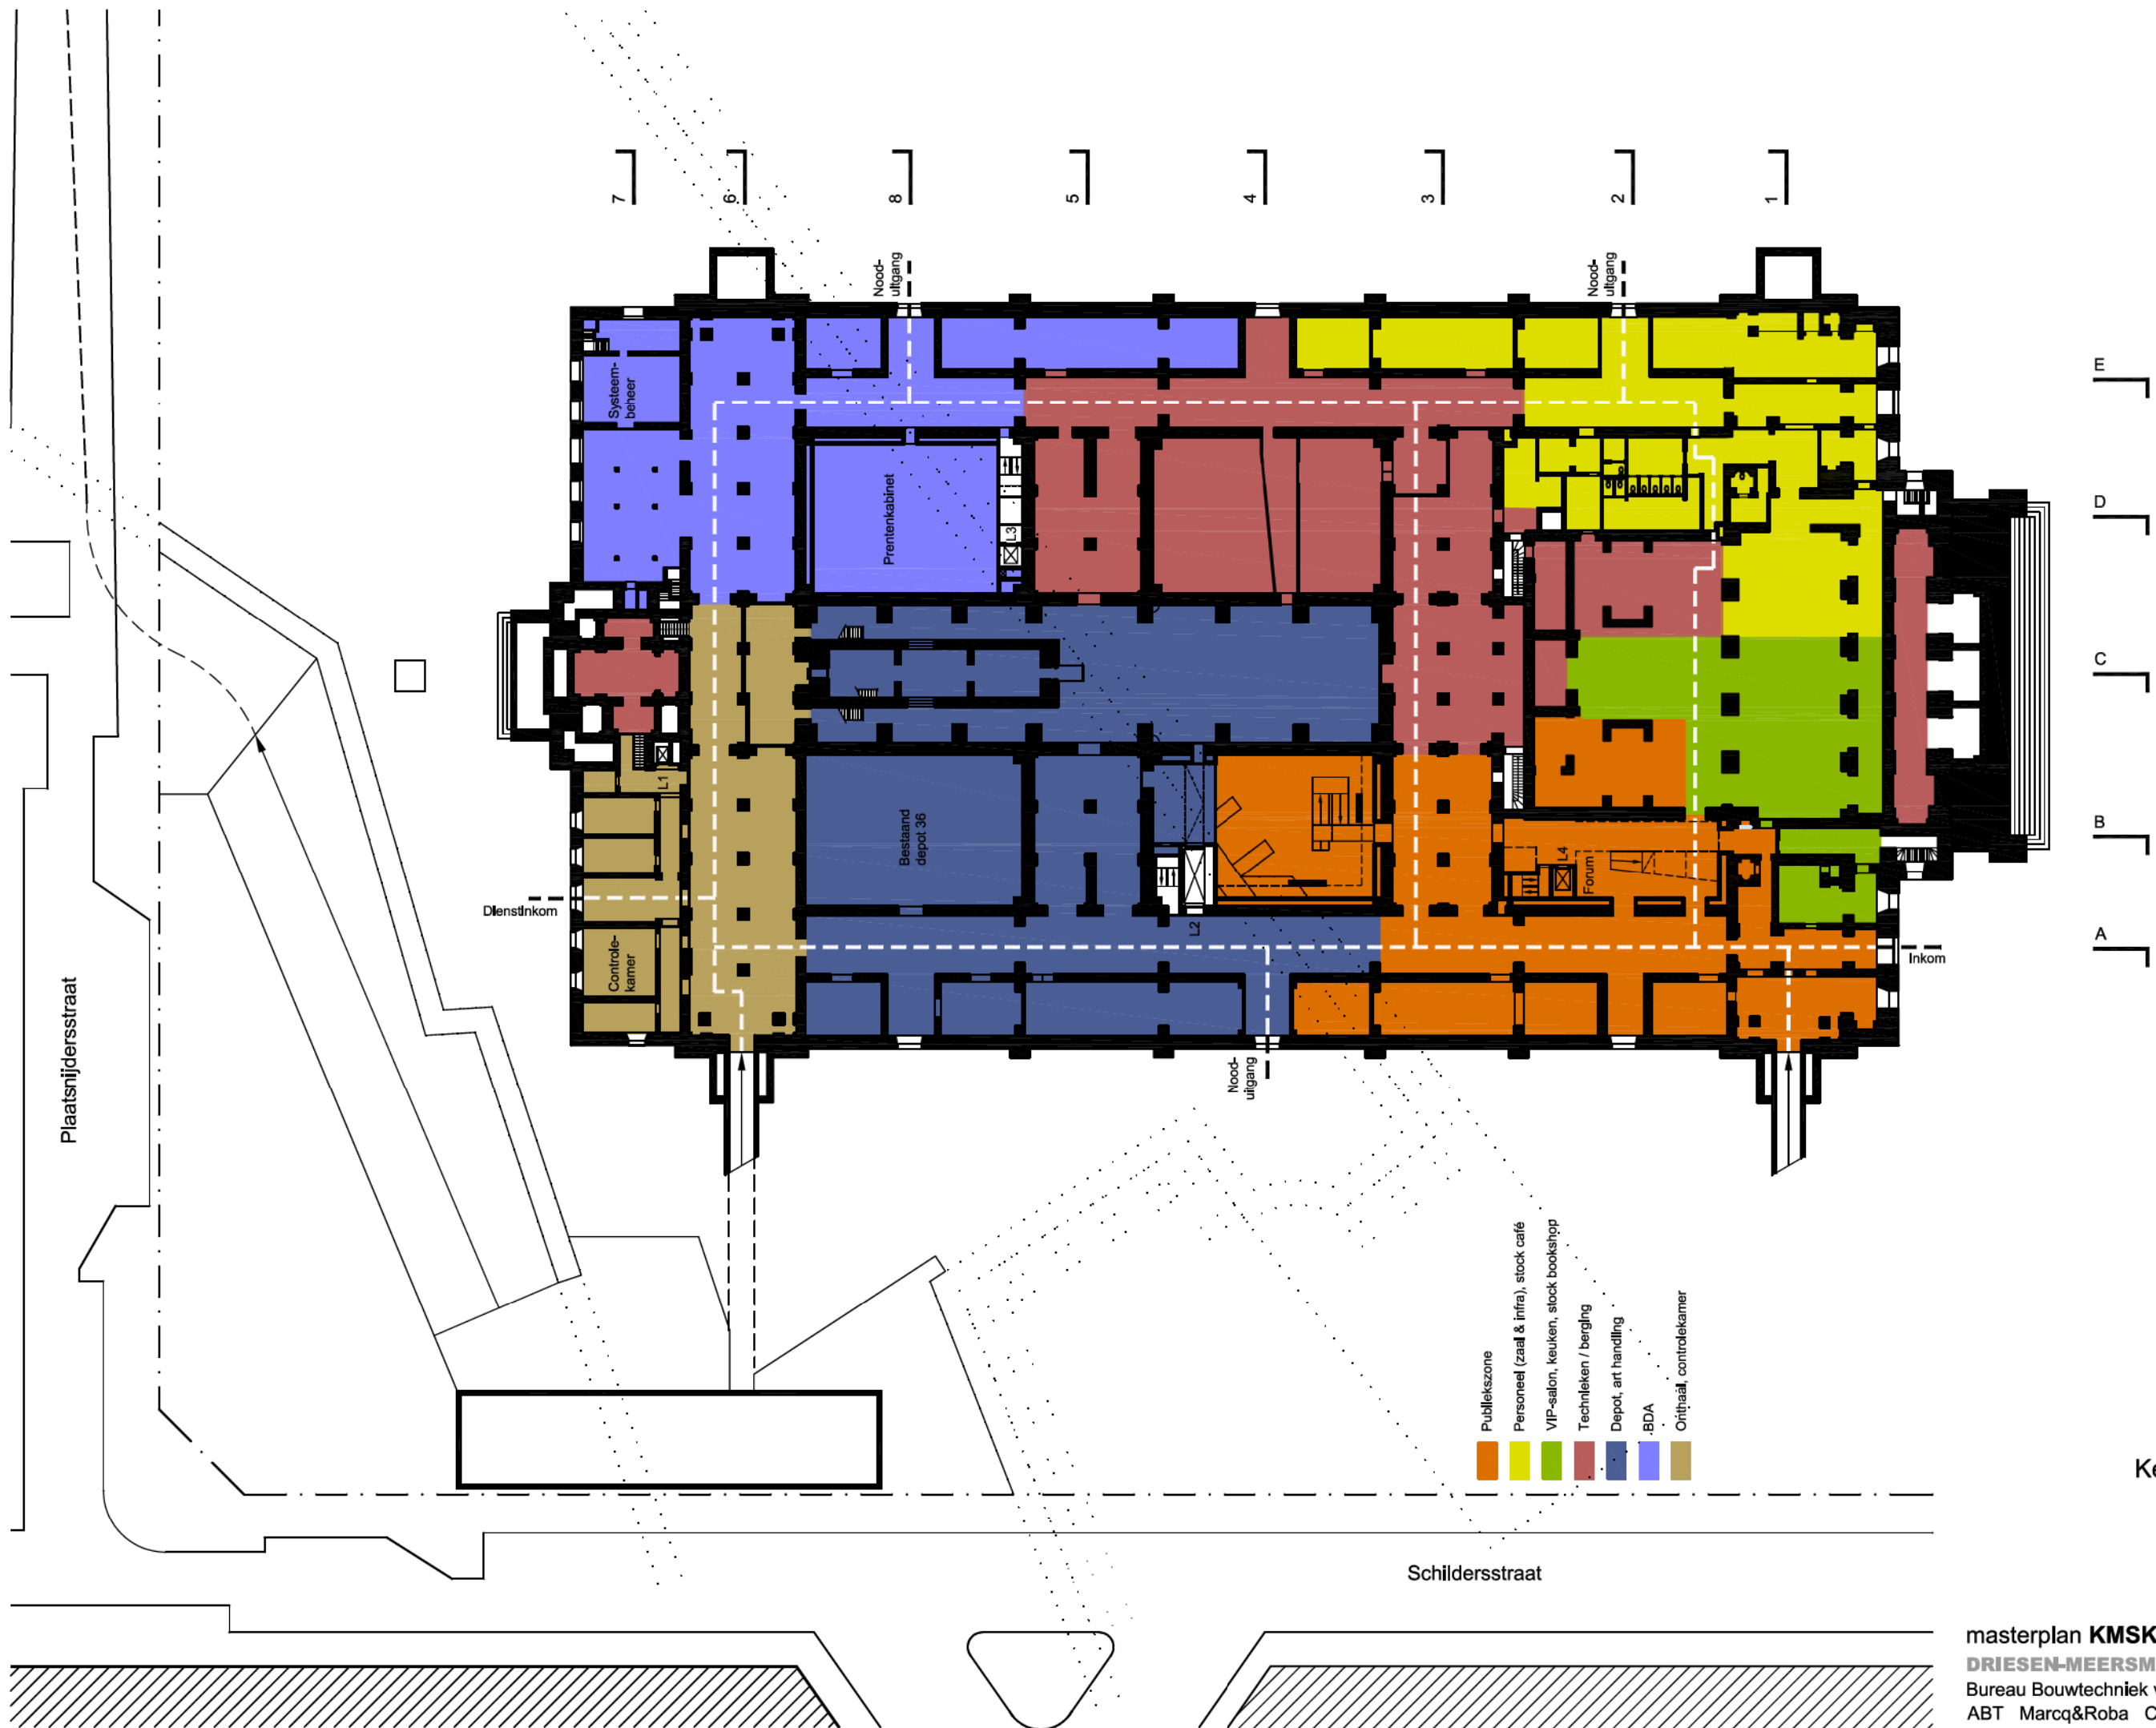 7
6
8
5
4
3
2
1
Nood-
uitgang
Nood-
uitgang
E
D
C
B
A
Systeem-
beheer
Prentenkabinet
L3
L1
Bestaand
depot 36
Dienstinkom
Controle-
kamer
L2
L4
Forum
Inkom
Nood-
uitgang
Plaatsnijdersstraat
Publiekszone
Personeel (zaal & infra), stock café
VIP-salon, keuken, stock bookshop
Technieken / berging
Depot, art handling
BDA
Onthaal, controlekamer
Ke
Schildersstraat
masterplan KMSK
DRIESEN-MEERSM
Bureau Bouwtechniek v
ABT Marcq&Roba